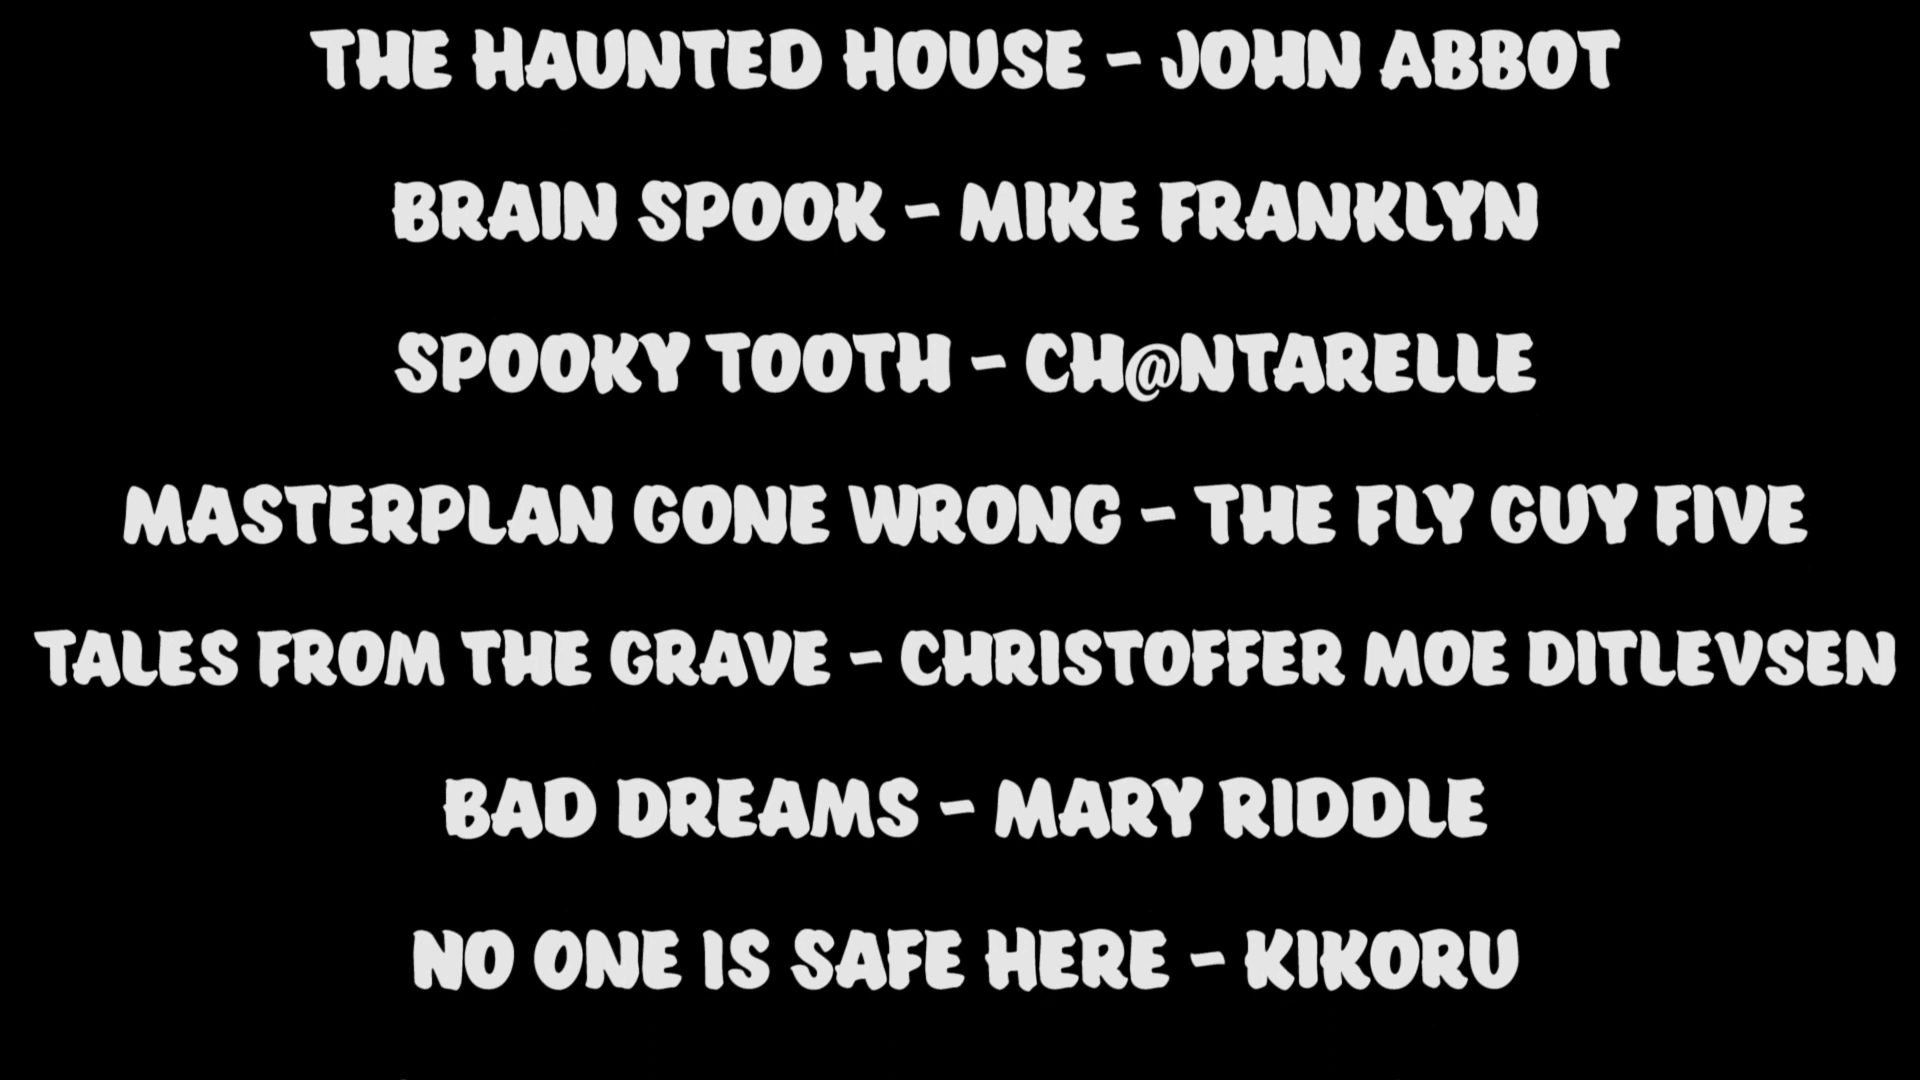 THE HAUNTED HOUSE - JOHN ABBOT
BRAIN SPOOK - MIKE FRANKLYN
SPOOKY TOOTH - CH@NTARELLE
MASTERPLAN GONE WRONG - THE FLY GUY FIVE
TALES FROM THE GRAVE - CHRISTOFFER MOE DITLEVSEN
BAD DREAMS - MARY RIDDLE
NO ONE IS SAFE HERE - KIKORU